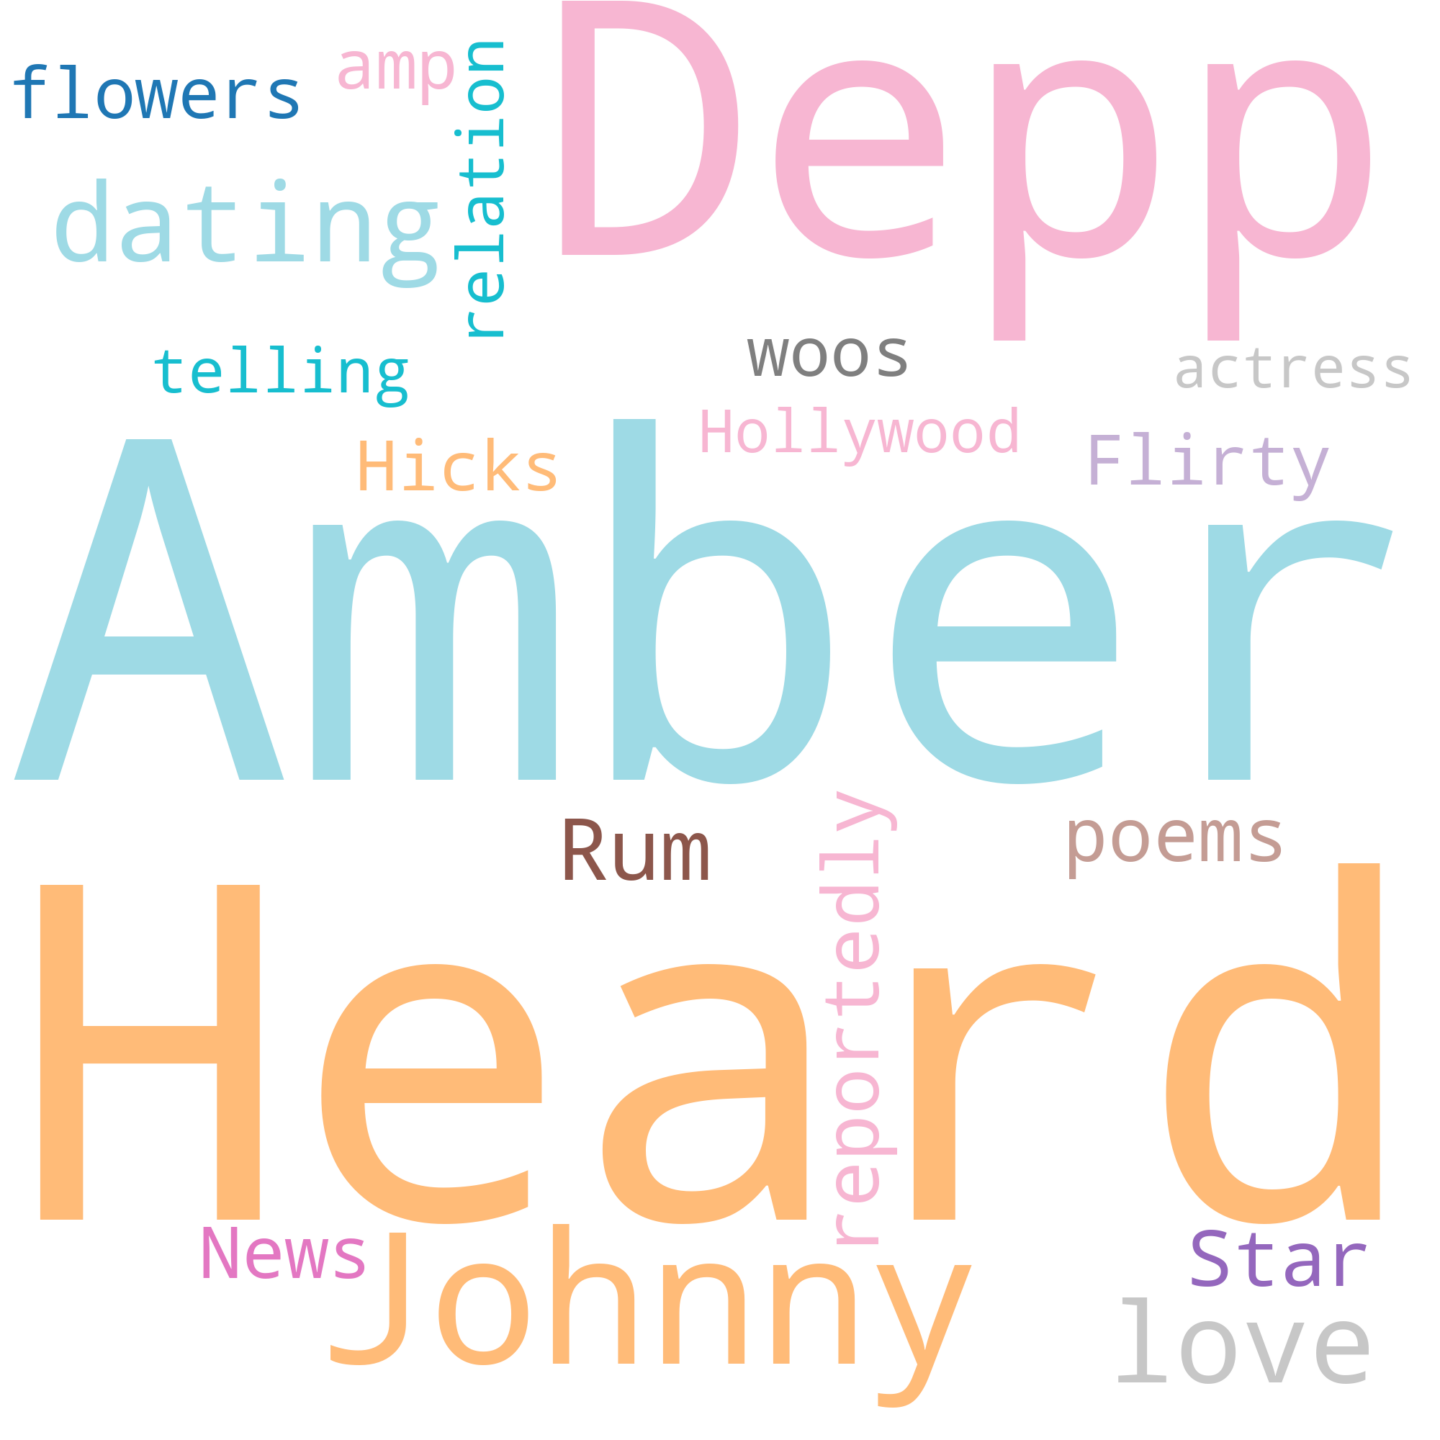 Depp
amp
flowers
relation
dating
woos
telling
actress
Hollywood
Flirty
Hicks
Amber
Rum
poems
reportedly
Heard
News
Johnny
Star
love